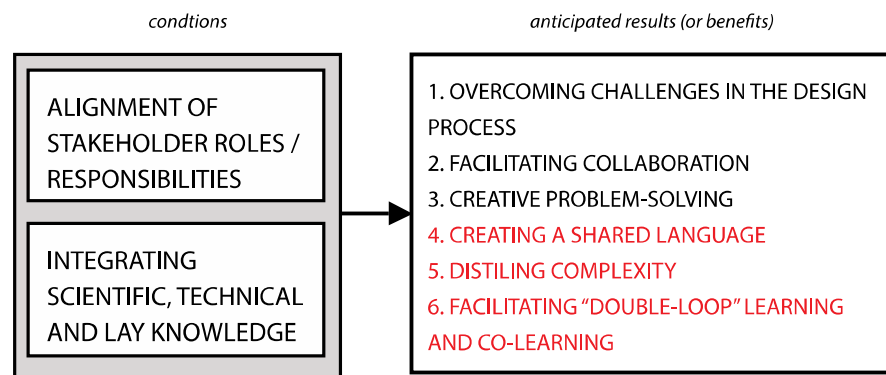 condtions
ALIGNMENT OF
STAKEHOLDER ROLES /
RESPONSIBILITIES
INTEGRATING
SCIENTIFIC, TECHNICAL
AND LAY KNOWLEDGE
anticipated results (or benefits)
1. OVERCOMING CHALLENGES IN THE DESIGN
PROCESS
2. FACILITATING COLLABORATION
3. CREATIVE PROBLEM-SOLVING
4. CREATING A SHARED LANGUAGE
5. DISTILING COMPLEXITY
6. FACILITATING “DOUBLE-LOOP” LEARNING
AND CO-LEARNING